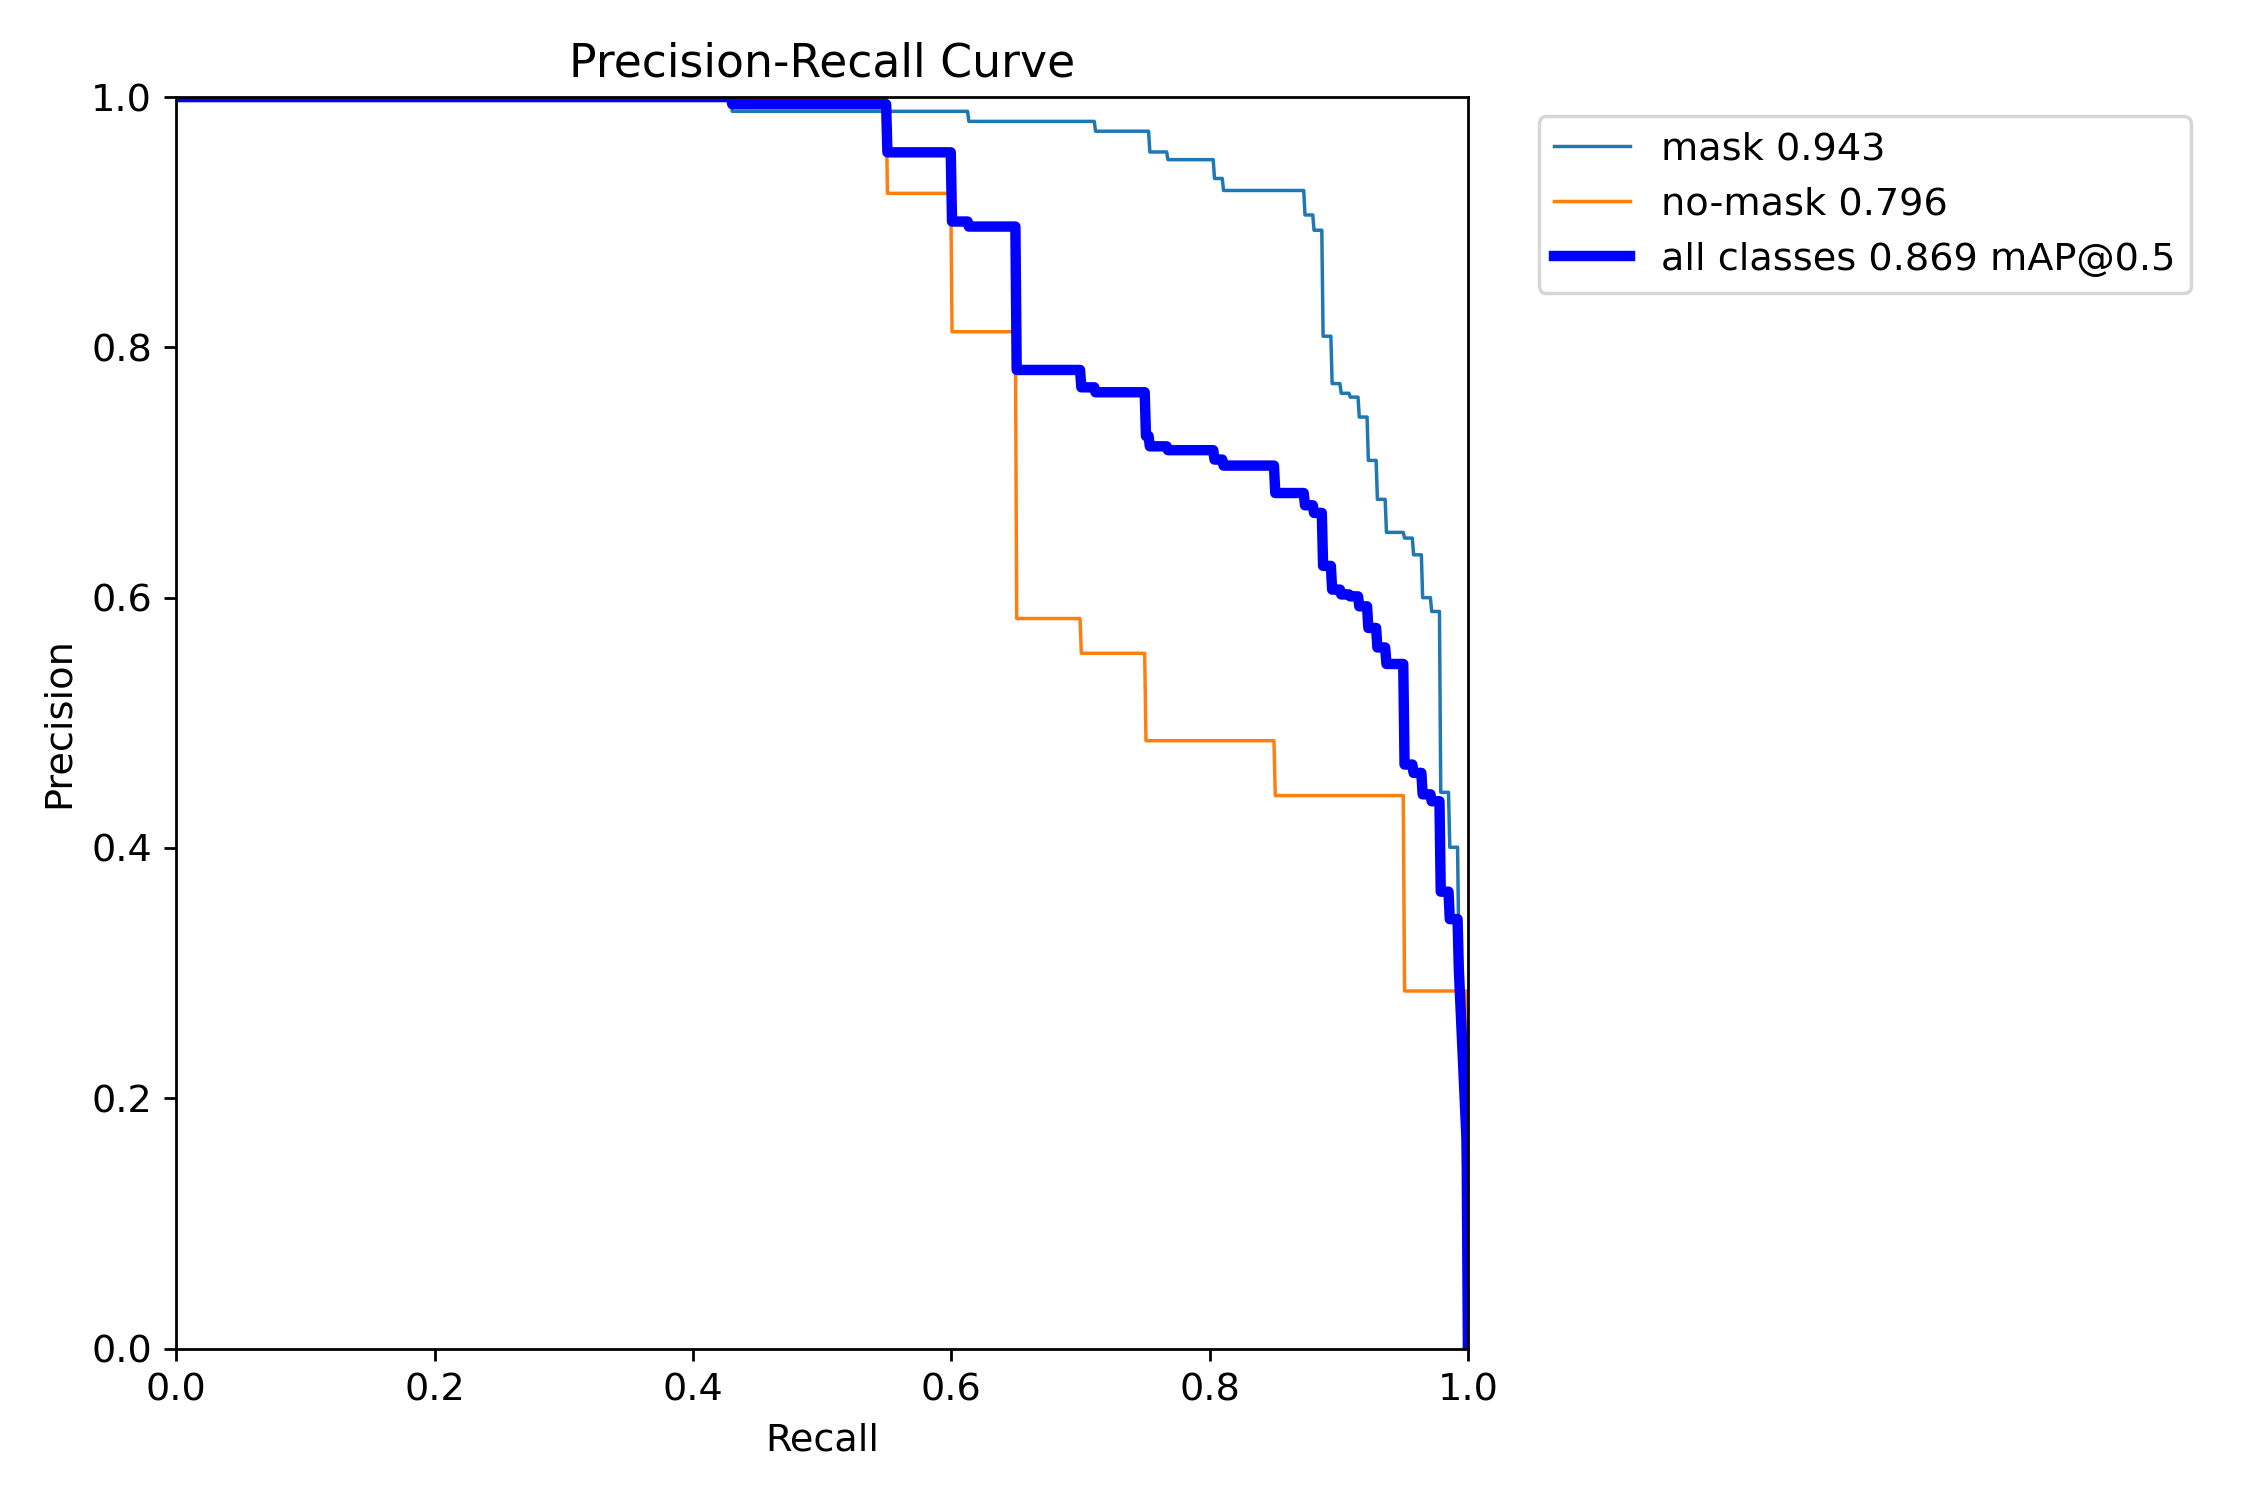 Precision-Recall Curve
1.0
0.8
0.6
0.4
0.2
0.0
Precision
0.0 0.2 0.4 0.6 0.8 1.0
Recall
mask 0.943
no-mask 0.796
all classes 0.869 mAP@0.5